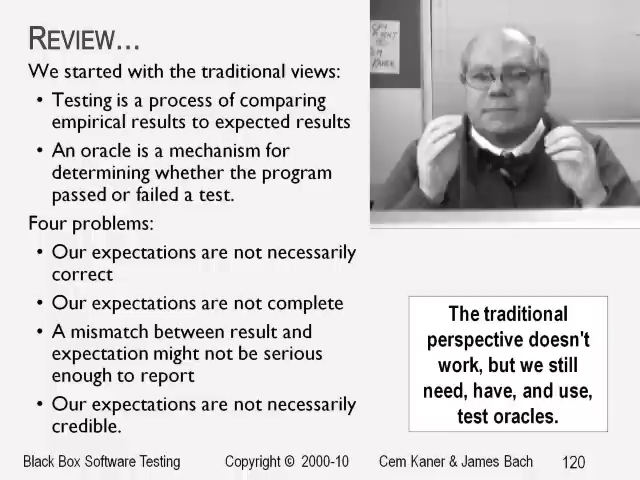 REVIEW...
We started with the traditional views:
• Testing is a process of comparing
empirical results to expected results
• An oracle is a mechanism for
determining whether the program
passed or failed a test.
Four problems:
• Our expectations are not necessarily
correct
• Our expectations are not complete
• A mismatch between result and
expectation might not be serious
enough to report
• Our expectations are not necessarily
credible.
The traditional
perspective doesn't
work, but we still
need, have, and use,
test oracles.
Black Box Software Testing Copyright © 2000-10 Cem Kaner & James Bach 120